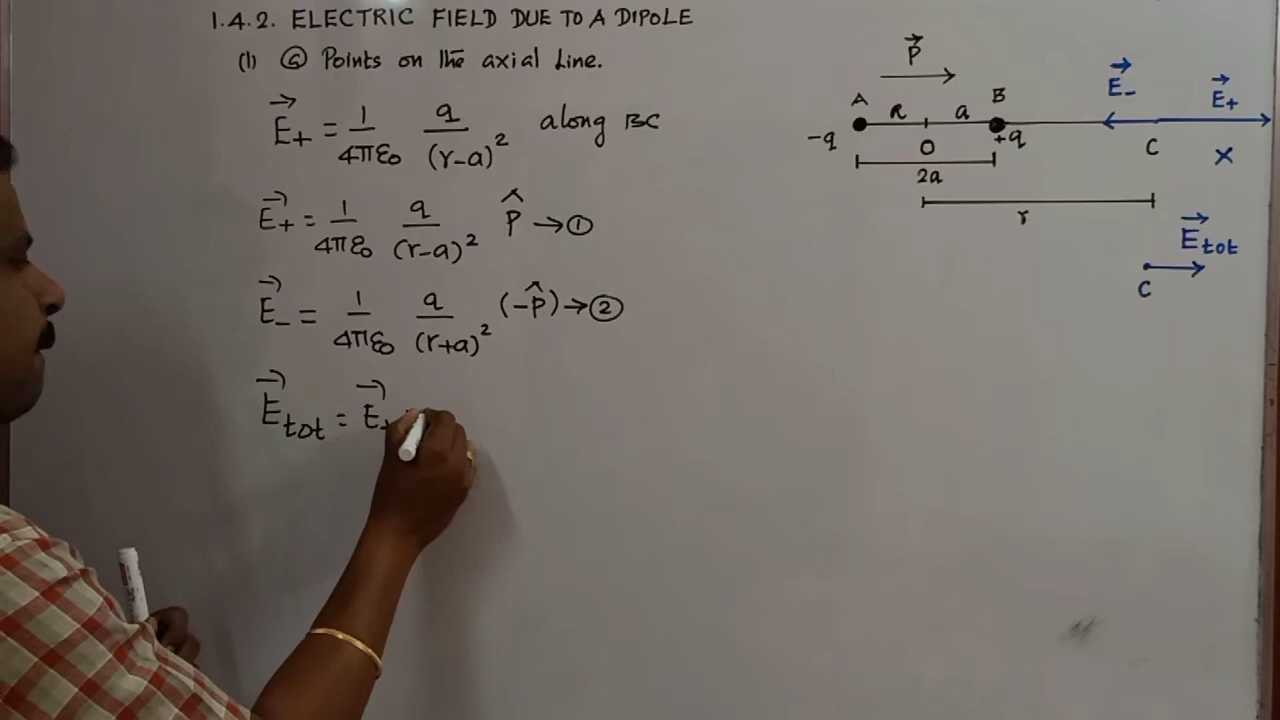 1.4.2. ELECTRIC FIELD DUE TO A DIPOLE
(1) ⓐ Points on the axial Line.
E⃗₊ = 1/4πε₀ q/(r-a)² along BC
E⃗₊ = 1/4πε₀ q/(r-a)² p̂ → ①
E⃗₋ = 1/4πε₀ q/(r+a)² (-p̂) → ②
E⃗tot = E⃗₊
P⃗
A a a B E⃗₋ E⃗₊
-q O +q C X
2a
r
E⃗tot
C